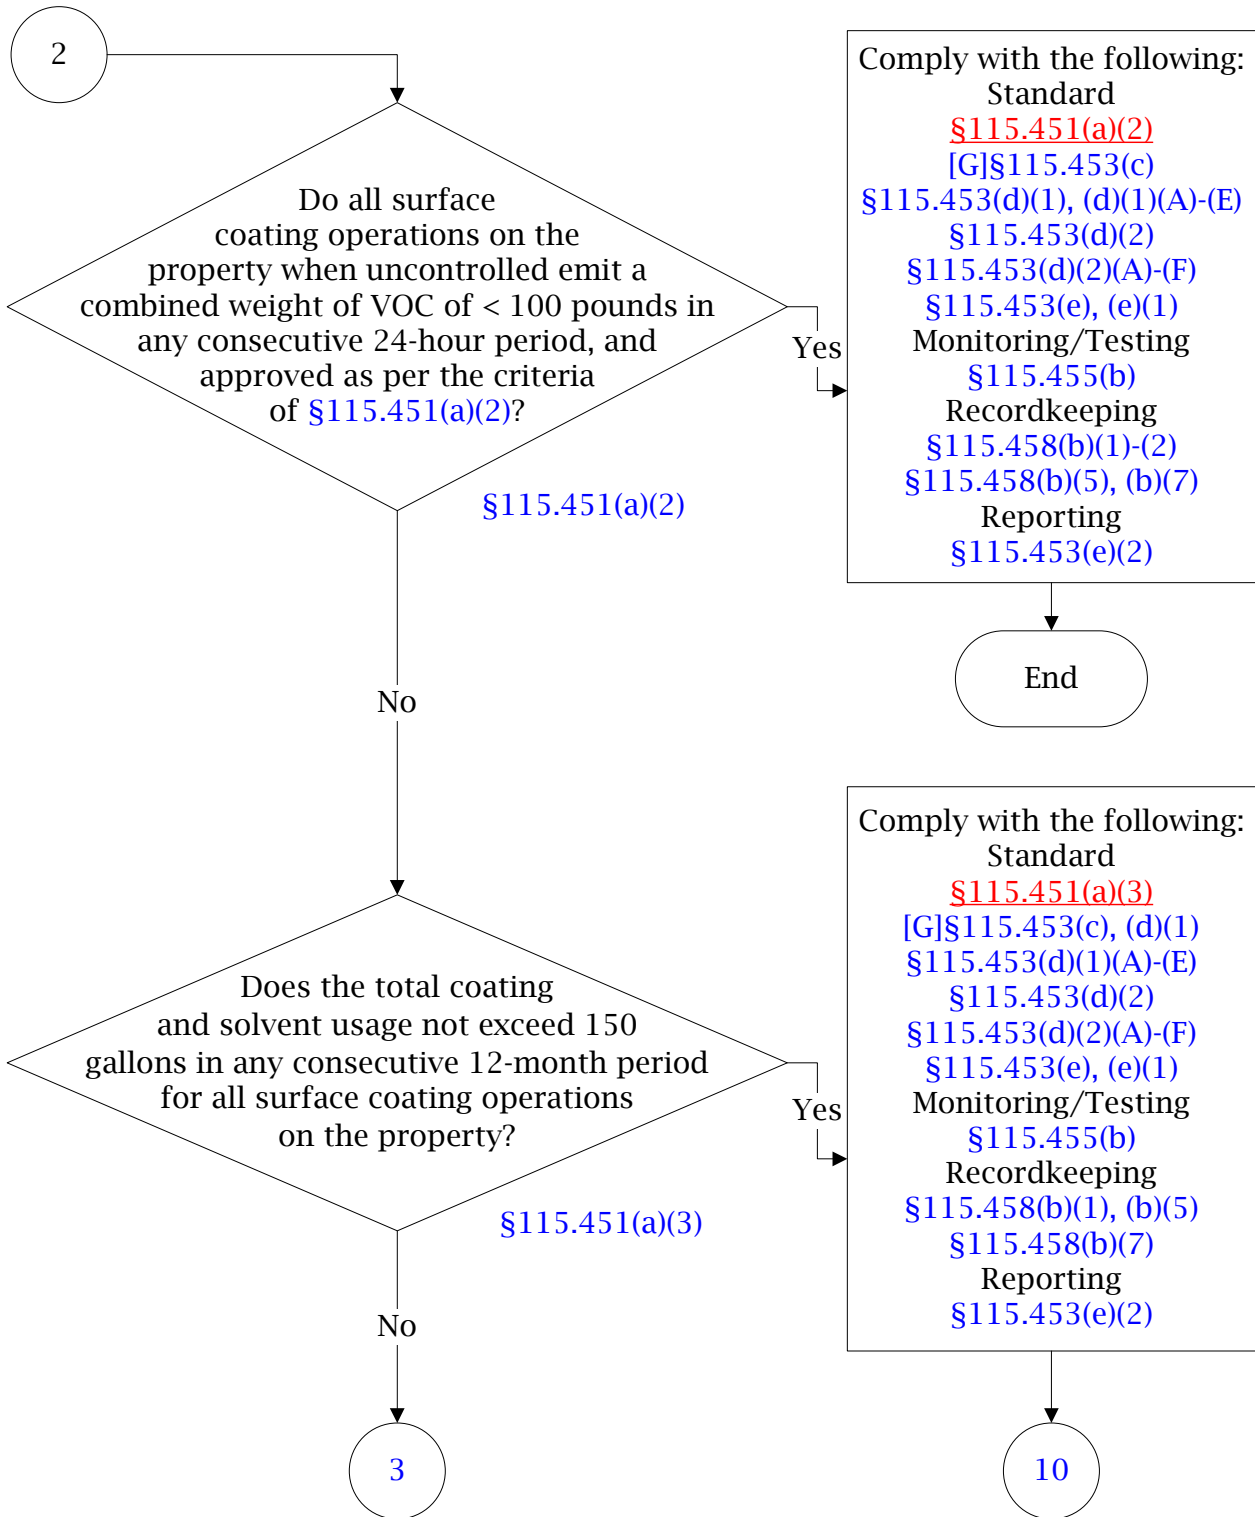 2
Do all surface
coating operations on the
property when uncontrolled emit a
combined weight of VOC of < 100 pounds in
any consecutive 24-hour period, and
approved as per the criteria
of §115.451(a)(2)?
§115.451(a)(2)
Yes
Comply with the following:
Standard
§115.451(a)(2)
[G]§115.453(c)
§115.453(d)(1), (d)(1)(A)-(E)
§115.453(d)(2)
§115.453(d)(2)(A)-(F)
§115.453(e), (e)(1)
Monitoring/Testing
§115.455(b)
Recordkeeping
§115.458(b)(1)-(2)
§115.458(b)(5), (b)(7)
Reporting
§115.453(e)(2)
End
No
Does the total coating
and solvent usage not exceed 150
gallons in any consecutive 12-month period
for all surface coating operations
on the property?
§115.451(a)(3)
Yes
Comply with the following:
Standard
§115.451(a)(3)
[G]§115.453(c), (d)(1)
§115.453(d)(1)(A)-(E)
§115.453(d)(2)
§115.453(d)(2)(A)-(F)
§115.453(e), (e)(1)
Monitoring/Testing
§115.455(b)
Recordkeeping
§115.458(b)(1), (b)(5)
§115.458(b)(7)
Reporting
§115.453(e)(2)
No
3
10